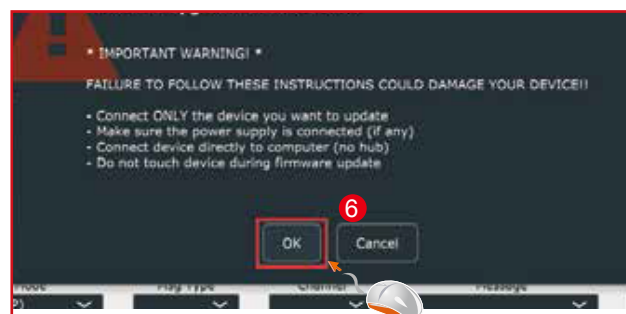 * IMPORTANT WARNING! *
FAILURE TO FOLLOW THESE INSTRUCTIONS COULD DAMAGE YOUR DEVICE!!
- Connect ONLY the device you want to update
- Make sure the power supply is connected (if any)
- Connect device directly to computer (no hub)
- Do not touch device during firmware update
6
OK Cancel
Channel Message